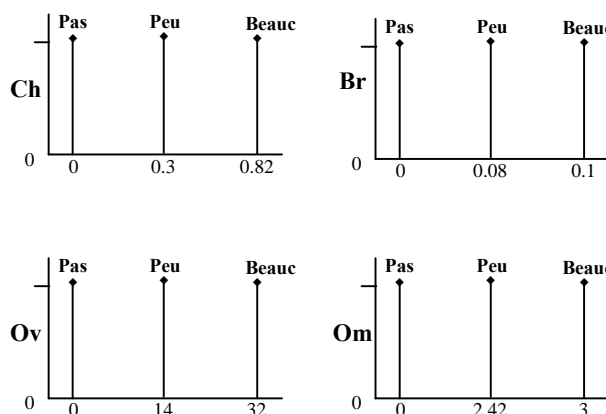 Pas Peu Beauc
Ch
0
0 0.3 0.82
Pas Peu Beauc
Br
0
0 0.08 0.1
Pas Peu Beauc
Ov
0
0 14 32
Pas Peu Beauc
Om
0
0 2.42 3